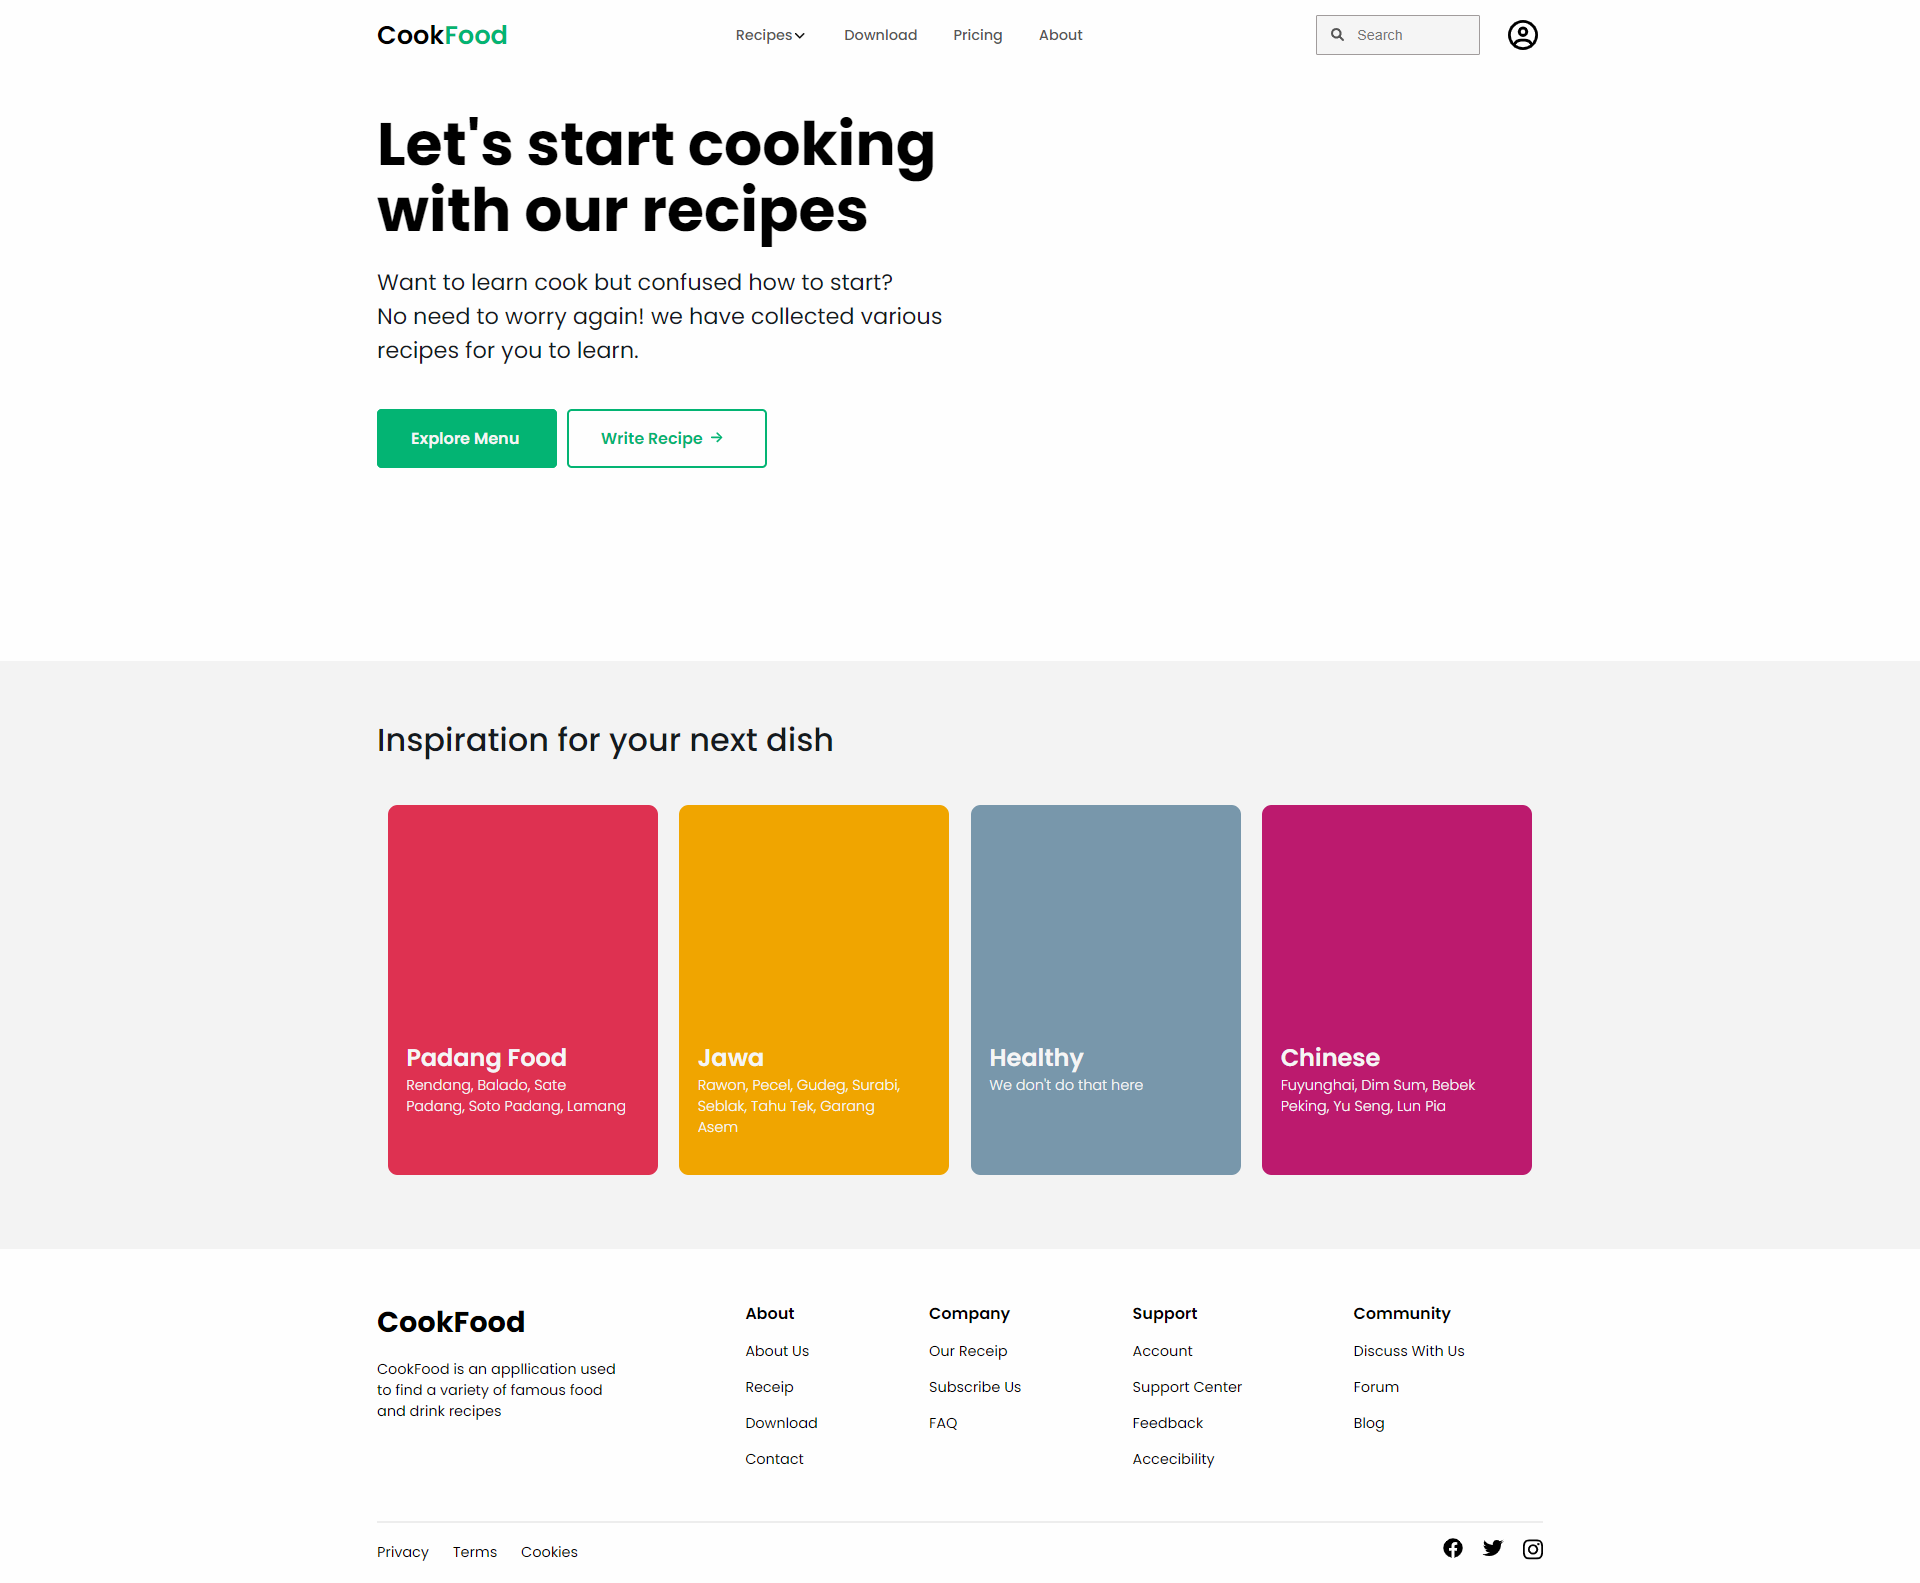 CookFood
Recipes
Download
Pricing
About
Search
Let's start cooking
with our recipes
Want to learn cook but confused how to start?
No need to worry again! we have collected various
recipes for you to learn.
Explore Menu
Write Recipe →
Inspiration for your next dish
Padang Food
Rendang, Balado, Sate
Padang, Soto Padang, Lamang
Jawa
Rawon, Pecel, Gudeg, Surabi,
Seblak, Tahu Tek, Garang
Asem
Healthy
We don't do that here
Chinese
Fuyunghai, Dim Sum, Bebek
Peking, Yu Seng, Lun Pia
CookFood
CookFood is an appllication used
to find a variety of famous food
and drink recipes
About
About Us
Receip
Download
Contact
Company
Our Receip
Subscribe Us
FAQ
Support
Account
Support Center
Feedback
Accecibility
Community
Discuss With Us
Forum
Blog
Privacy
Terms
Cookies